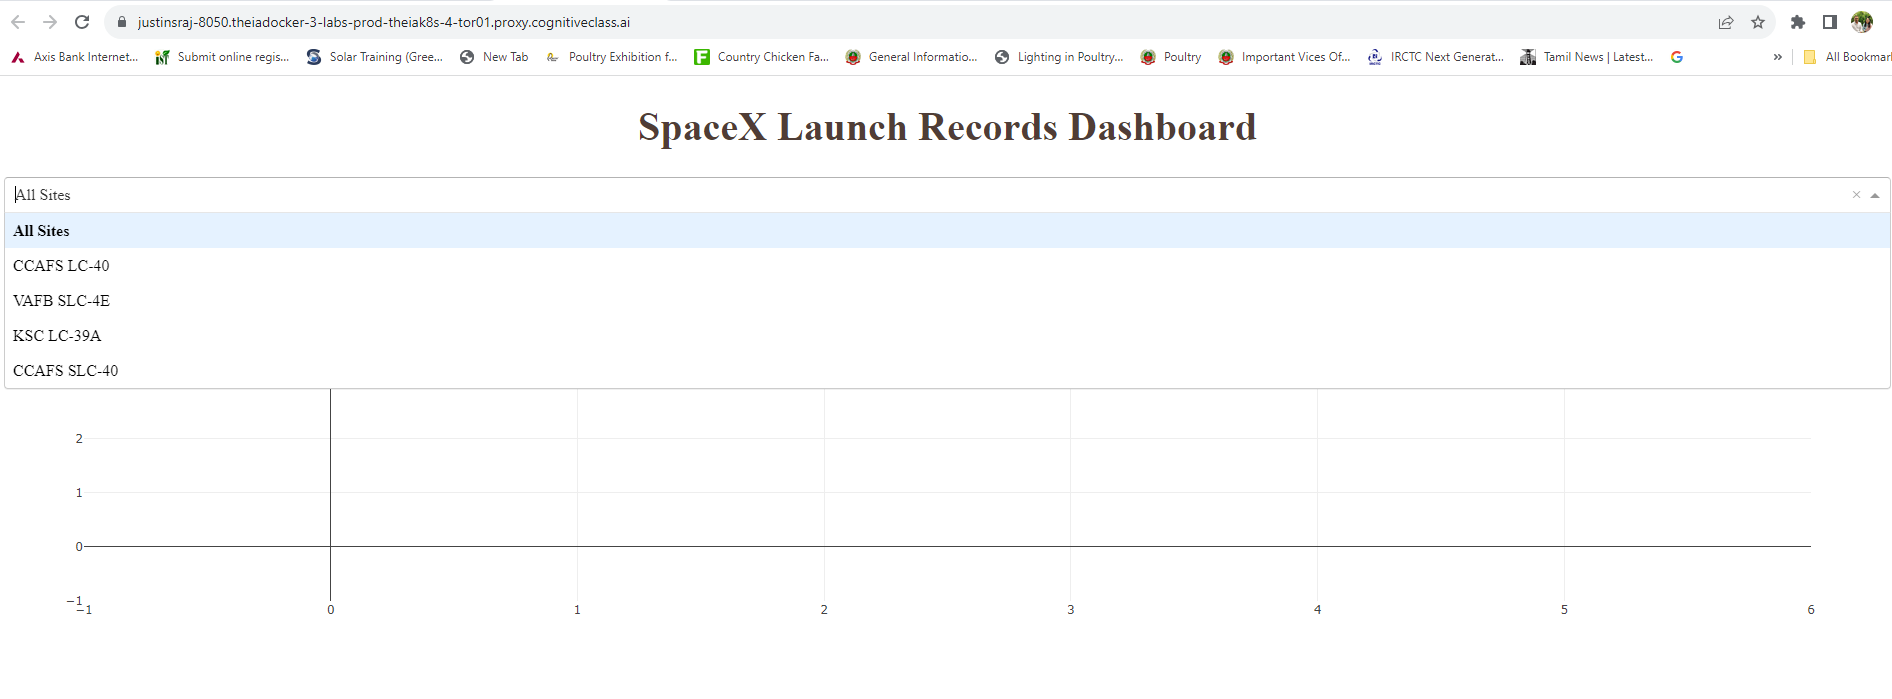 justinsraj-8050.theiadocker-3-labs-prod-theiak8s-4-tor01.proxy.cognitiveclass.ai
Axis Bank Internet... Submit online regis... Solar Training (Gree... New Tab Poultry Exhibition f... Country Chicken Fa... General Informatio... Lighting in Poultry... Poultry Important Vices Of... IRCTC Next Generat... Tamil News | Latest... » All Bookmar
SpaceX Launch Records Dashboard
All Sites ×
All Sites
CCAFS LC-40
VAFB SLC-4E
KSC LC-39A
CCAFS SLC-40
2
1
0
−1
−1 0 1 2 3 4 5 6